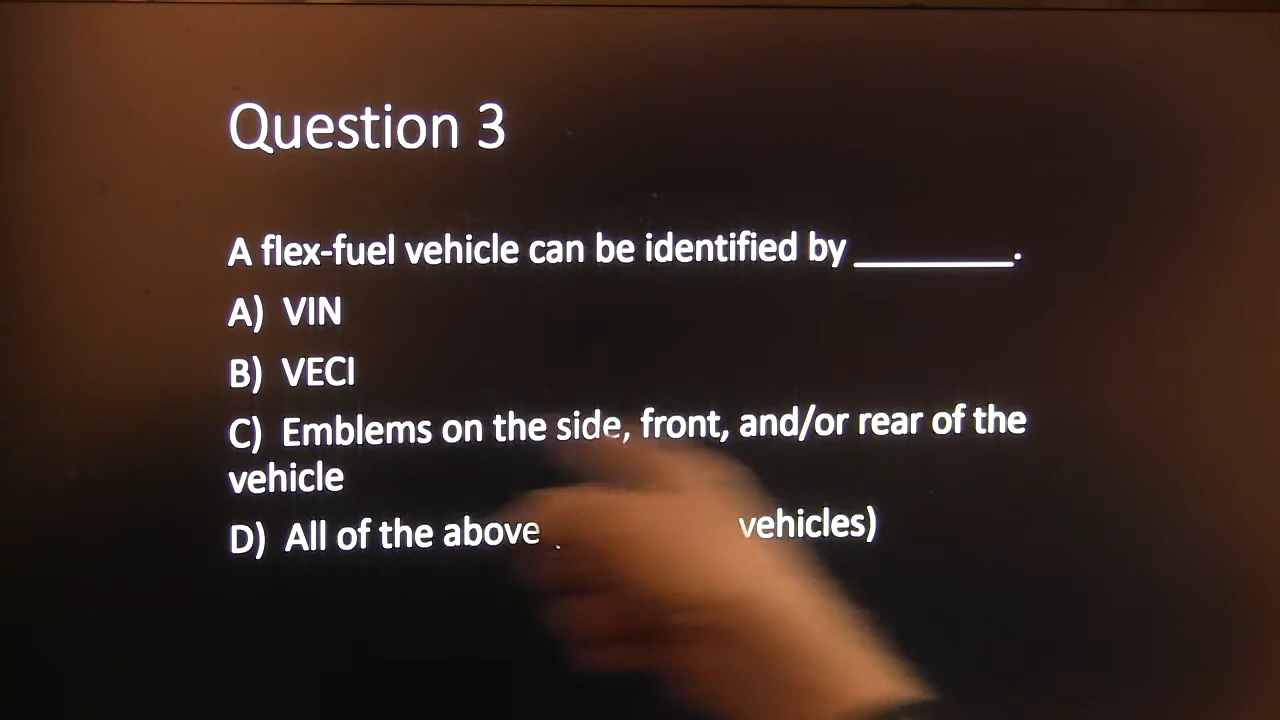 Question 3
A flex-fuel vehicle can be identified by _________.
A) VIN
B) VECI
C) Emblems on the side, front, and/or rear of the
vehicle
D) All of the above vehicles)